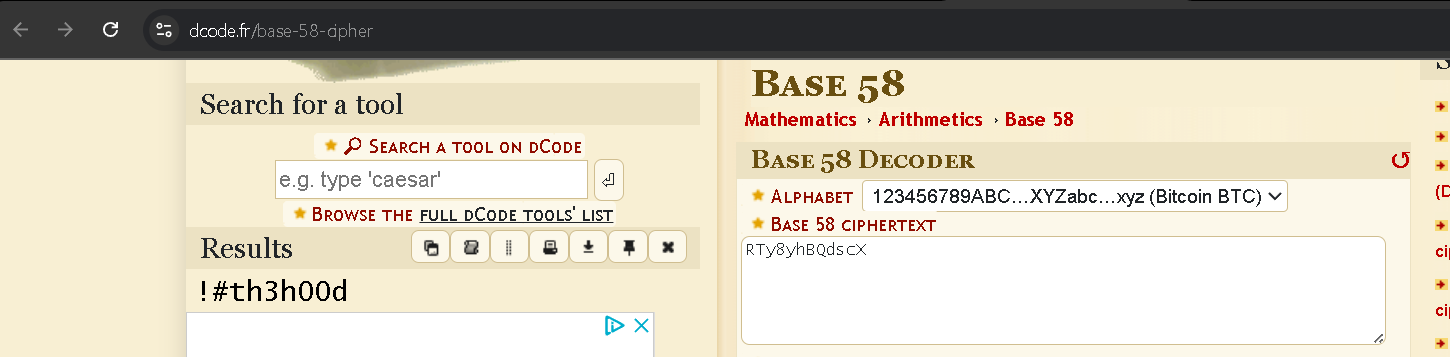 dcode.fr/base-58-cipher
Search for a tool
SEARCH A TOOL ON DCODE
e.g. type 'caesar'
BROWSE THE FULL DCODE TOOLS' LIST
Results
!#th3h00d
BASE 58
Mathematics › Arithmetics › Base 58
BASE 58 DECODER
ALPHABET 123456789ABC...XYZabc...xyz (Bitcoin BTC)
BASE 58 CIPHERTEXT
RTy8yhBQdscX
S
(D
cip
cip